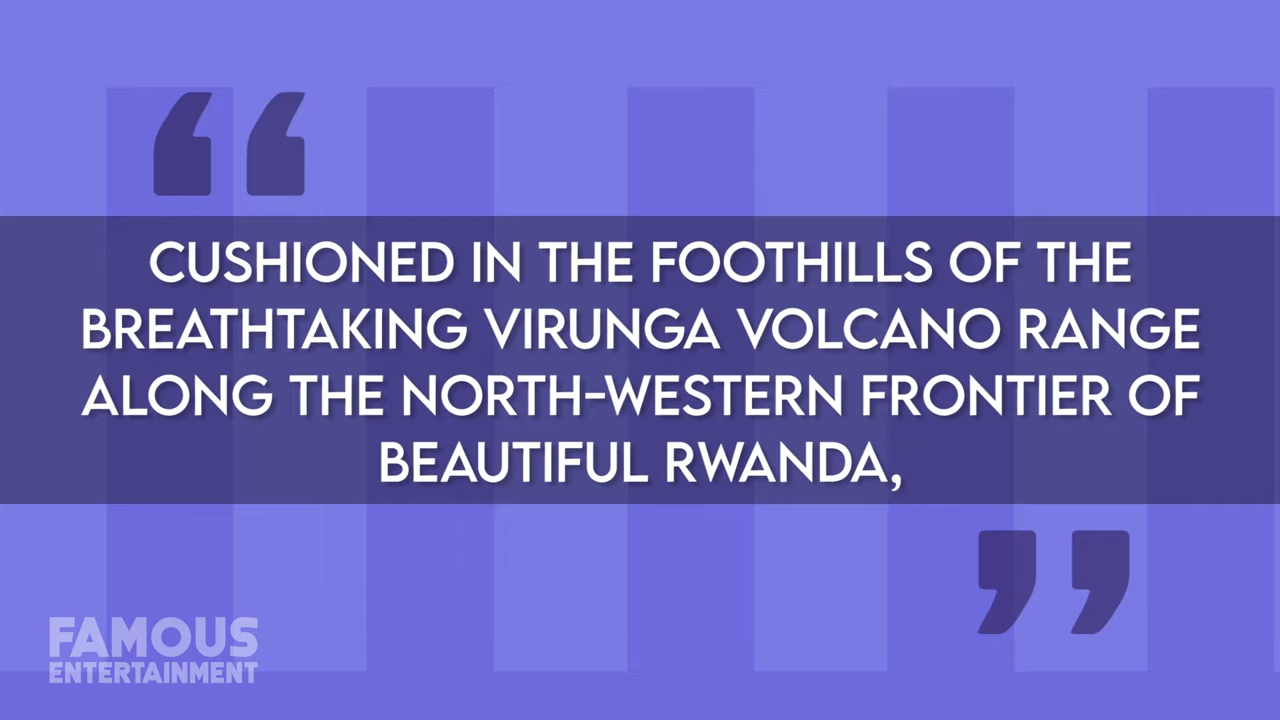 “
CUSHIONED IN THE FOOTHILLS OF THE
BREATHTAKING VIRUNGA VOLCANO RANGE
ALONG THE NORTH-WESTERN FRONTIER OF
BEAUTIFUL RWANDA,
”
FAMOUS
ENTERTAINMENT